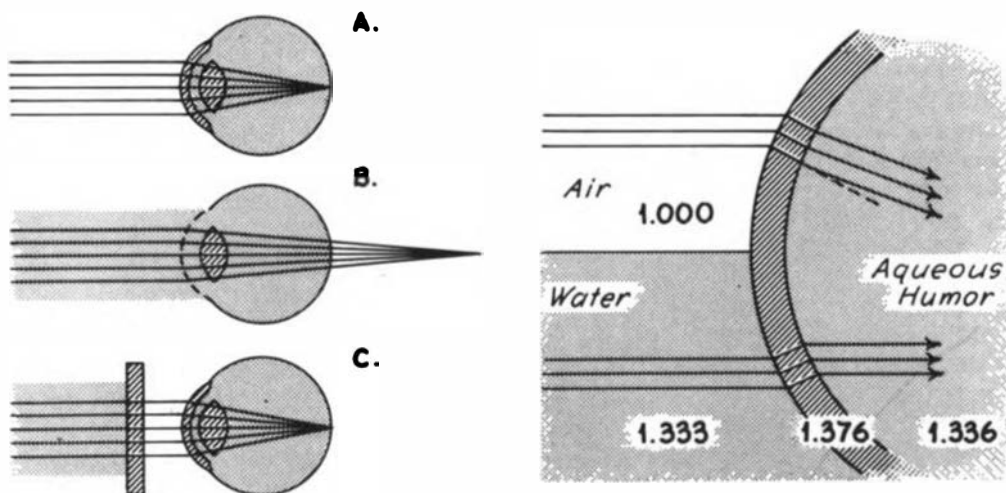 A.
B.
C.
Air
1.000
Water
Aqueous
Humor
1.333
1.376
1.336